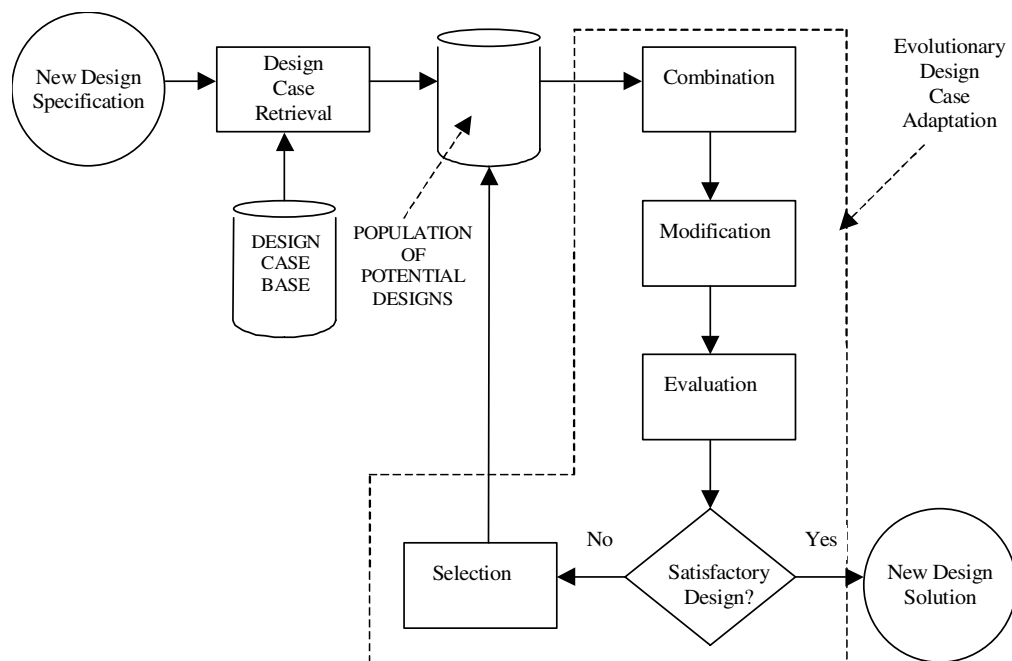 New Design
Specification
Design
Case
Retrieval
DESIGN
CASE
BASE
POPULATION
OF
POTENTIAL
DESIGNS
Combination
Modification
Evaluation
Satisfactory
Design?
No
Yes
Selection
New Design
Solution
Evolutionary
Design
Case
Adaptation